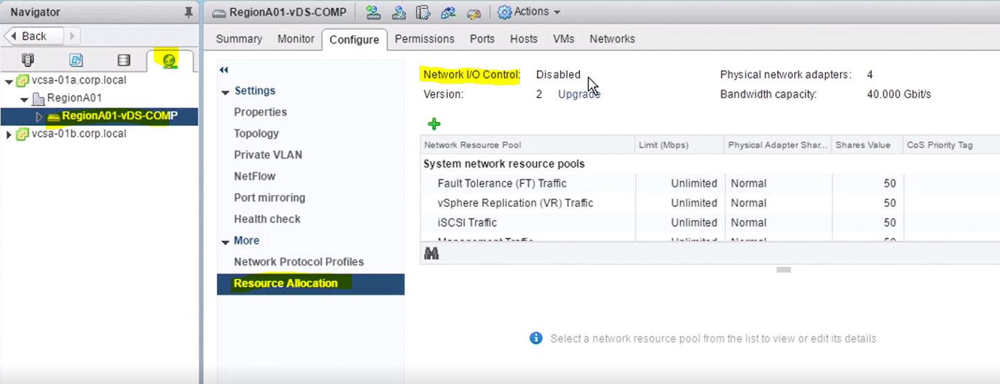 Navigator
Back
vcsa-01a.corp.local
RegionA01
RegionA01-vDS-COMP
vcsa-01b.corp.local
RegionA01-vDS-COMP
Actions
Summary Monitor Configure Permissions Ports Hosts VMs Networks
Settings
Properties
Topology
Private VLAN
NetFlow
Port mirroring
Health check
More
Network Protocol Profiles
Resource Allocation
Network I/O Control: Disabled Physical network adapters: 4
Version: 2 Upgrade Bandwidth capacity: 40.000 Gbit/s
Network Resource Pool Limit (Mbps) Physical Adapter Shar... Shares Value CoS Priority Tag
System network resource pools
Fault Tolerance (FT) Traffic Unlimited Normal 50
vSphere Replication (VR) Traffic Unlimited Normal 50
iSCSI Traffic Unlimited Normal 50
Management Traffic Unlimited Normal 50
Select a network resource pool from the list to view or edit its details.